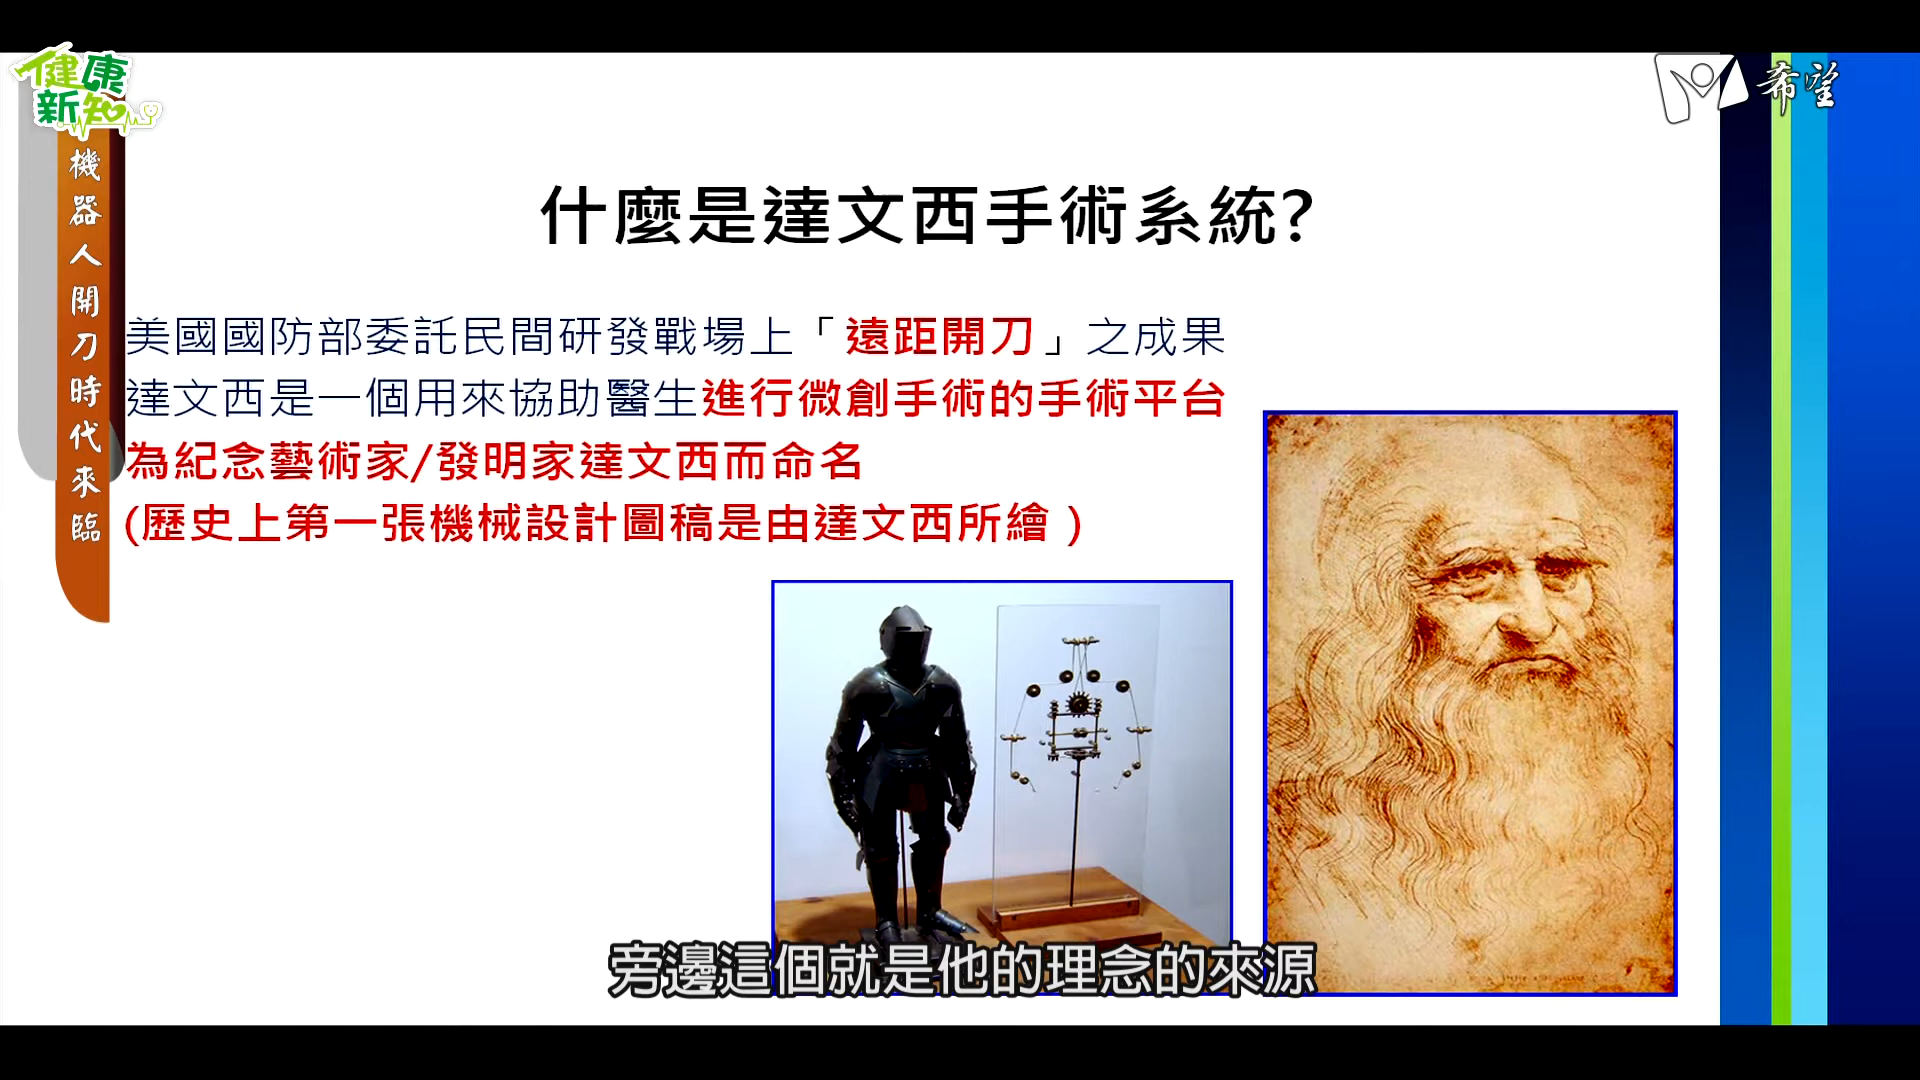 健康
新知
希望
機器人開刀時代來臨
什麼是達文西手術系統?
美國國防部委託民間研發戰場上「遠距開刀」之成果
達文西是一個用來協助醫生進行微創手術的手術平台
為紀念藝術家/發明家達文西而命名
(歷史上第一張機械設計圖稿是由達文西所繪)
旁邊這個就是他的理念的來源